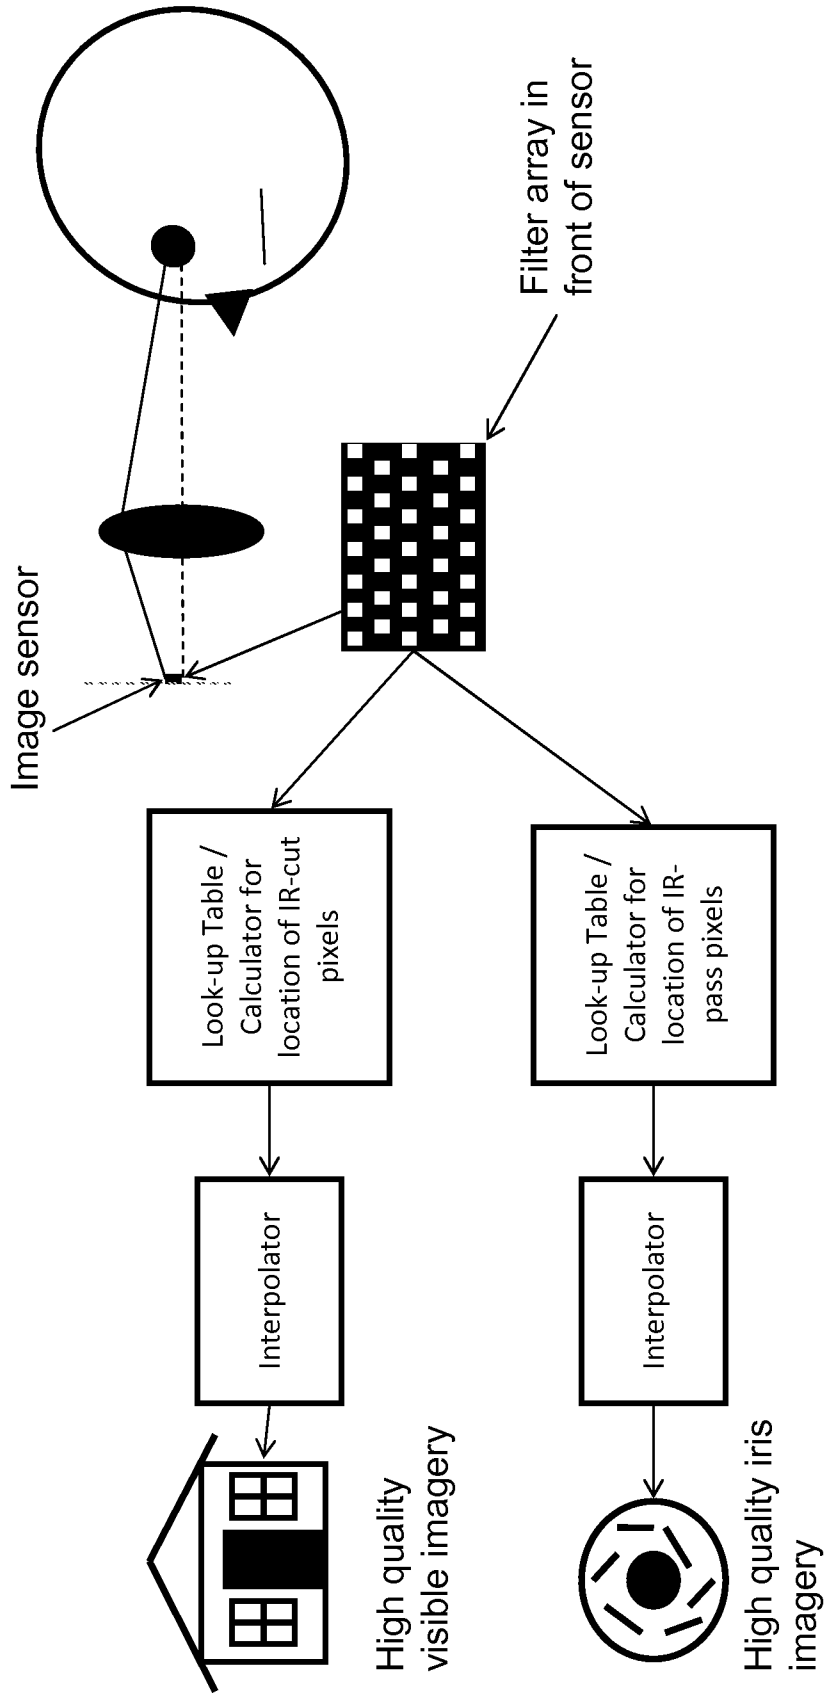 Image sensor
Filter array in
front of sensor
Look-up Table /
Calculator for
location of IR-cut
pixels
Look-up Table /
Calculator for
location of IR-
pass pixels
Interpolator
Interpolator
High quality
visible imagery
High quality iris
imagery